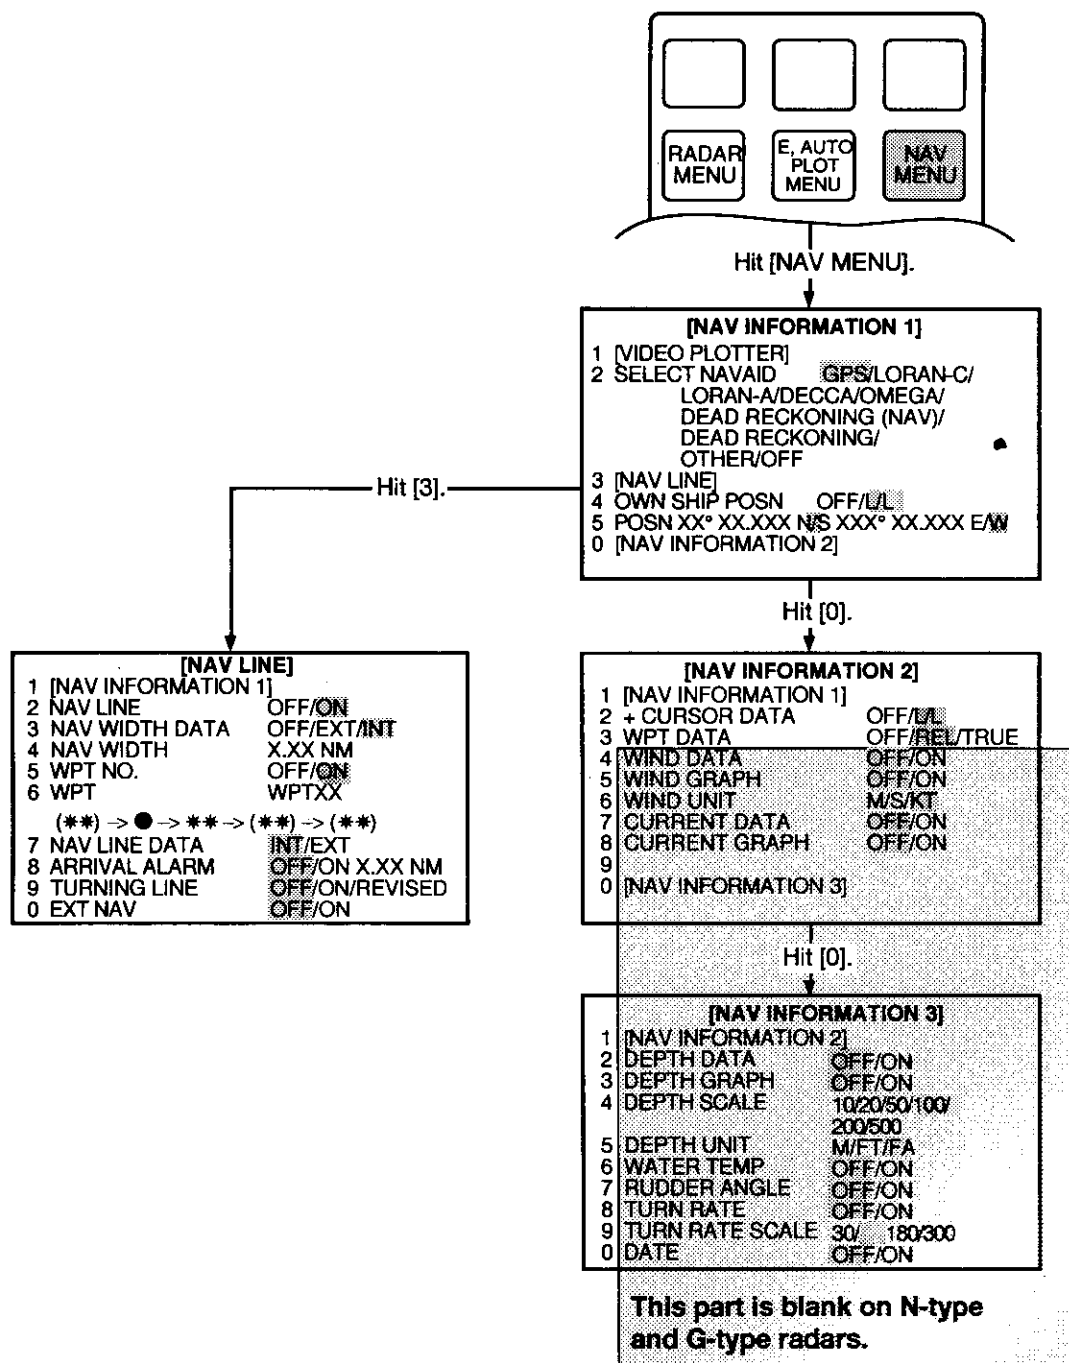 RADAR MENU
E, AUTO PLOT MENU
NAV MENU
Hit [NAV MENU].
[NAV INFORMATION 1]
1 [VIDEO PLOTTER]
2 SELECT NAVAID GPS/LORAN-C/
LORAN-A/DECCA/OMEGA/
DEAD RECKONING (NAV)/
DEAD RECKONING/
OTHER/OFF
3 [NAV LINE]
4 OWN SHIP POSN OFF/L/L
5 POSN XX° XX.XXX N/S XXX° XX.XXX E/W
0 [NAV INFORMATION 2]
Hit [3].
Hit [0].
[NAV LINE]
1 [NAV INFORMATION 1]
2 NAV LINE OFF/ON
3 NAV WIDTH DATA OFF/EXT/INT
4 NAV WIDTH X.XX NM
5 WPT NO. OFF/ON
6 WPT WPTXX
(**) -> ● -> ** -> (**) -> (**)
7 NAV LINE DATA INT/EXT
8 ARRIVAL ALARM OFF/ON X.XX NM
9 TURNING LINE OFF/ON/REVISED
0 EXT NAV OFF/ON
[NAV INFORMATION 2]
1 [NAV INFORMATION 1]
2 + CURSOR DATA OFF/L/L
3 WPT DATA OFF/REL/TRUE
4 WIND DATA OFF/ON
5 WIND GRAPH OFF/ON
6 WIND UNIT M/S/KT
7 CURRENT DATA OFF/ON
8 CURRENT GRAPH OFF/ON
9
0 [NAV INFORMATION 3]
Hit [0].
[NAV INFORMATION 3]
1 [NAV INFORMATION 2]
2 DEPTH DATA OFF/ON
3 DEPTH GRAPH OFF/ON
4 DEPTH SCALE 10/20/50/100/
200/500
5 DEPTH UNIT M/FT/FA
6 WATER TEMP OFF/ON
7 RUDDER ANGLE OFF/ON
8 TURN RATE OFF/ON
9 TURN RATE SCALE 30/ 180/300
0 DATE OFF/ON
This part is blank on N-type
and G-type radars.